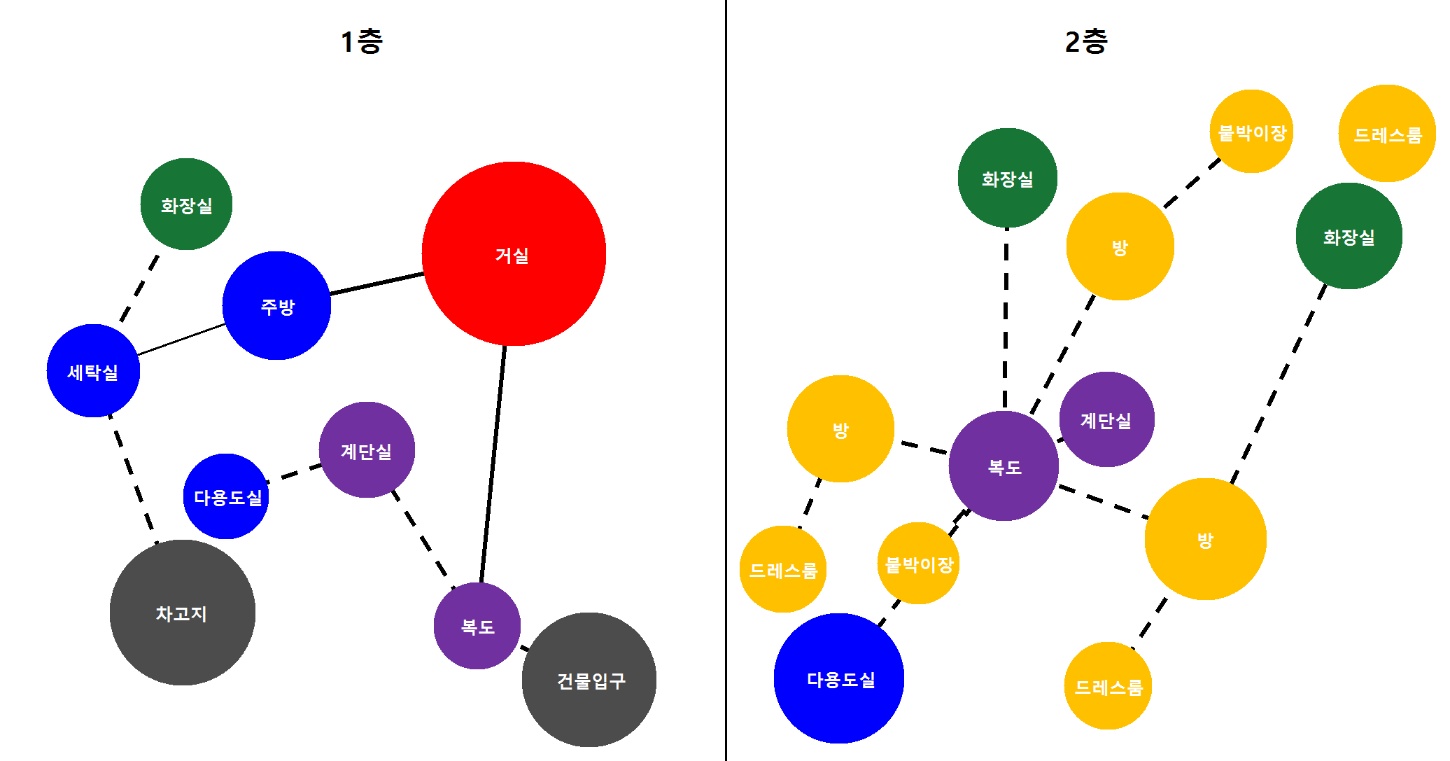 1층
화장실
거실
주방
세탁실
계단실
다용도실
차고지
복도
건물입구
2층
붙박이장
드레스룸
화장실
방
화장실
방
계단실
복도
방
드레스룸
붙박이장
다용도실
드레스룸